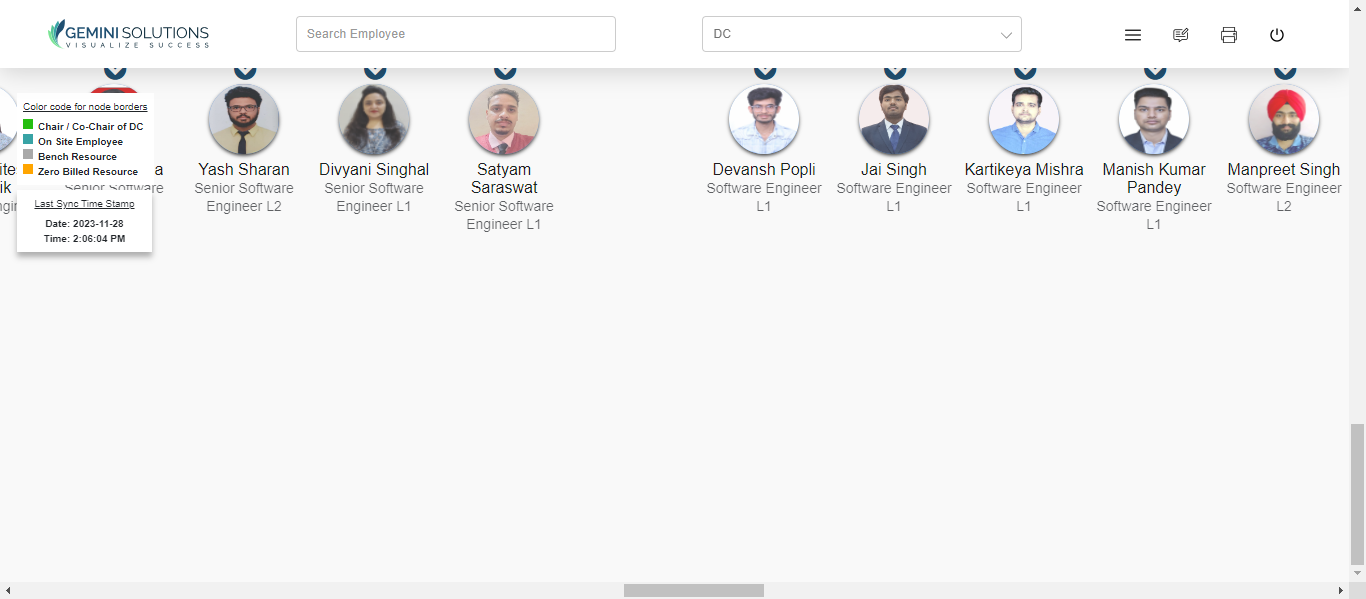 GEMINI SOLUTIONS
VISUALIZE SUCCESS
Search Employee
DC
Color code for node borders
Chair / Co-Chair of DC
On Site Employee
Bench Resource
Zero Billed Resource
Last Sync Time Stamp
Date: 2023-11-28
Time: 2:06:04 PM
Senior Software
Yash Sharan
Senior Software
Engineer L2
Divyani Singhal
Senior Software
Engineer L1
Satyam
Saraswat
Senior Software
Engineer L1
Devansh Popli
Software Engineer
L1
Jai Singh
Software Engineer
L1
Kartikeya Mishra
Software Engineer
L1
Manish Kumar
Pandey
Software Engineer
L1
Manpreet Singh
Software Engineer
L2